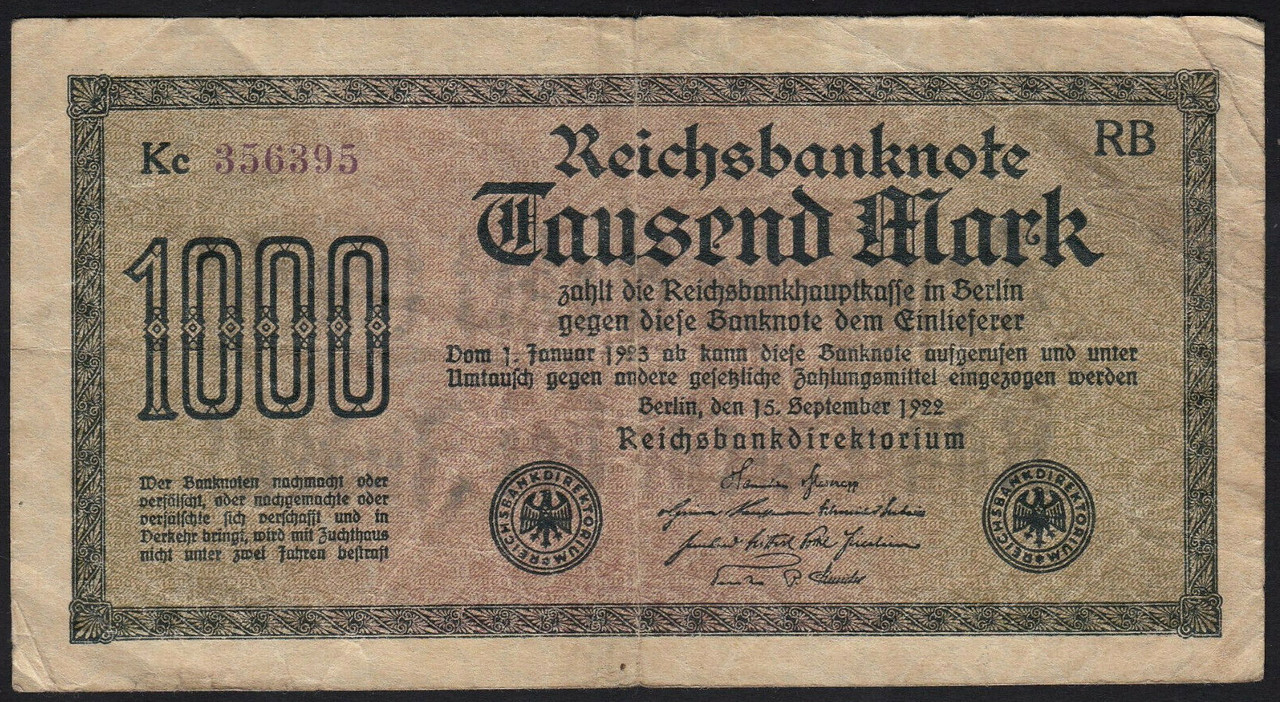 Kc 356395
RB
Reichsbanknote
Tausend Mark
1000
zahlt die Reichsbankhauptkasse in Berlin
gegen diese Banknote dem Einlieferer
Vom 1. Januar 1923 ab kann diese Banknote aufgerufen und unter
Umtausch gegen andere gesetzliche Zahlungsmittel eingezogen werden
Berlin, den 15. September 1922
Reichsbankdirektorium
Wer Banknoten nachmacht oder
verfälscht, oder nachgemachte oder
verfälschte sich verschafft und in
Verkehr bringt, wird mit Zuchthaus
nicht unter zwei Jahren bestraft
REICHSBANKDIREKTORIUM
REICHSBANKDIREKTORIUM